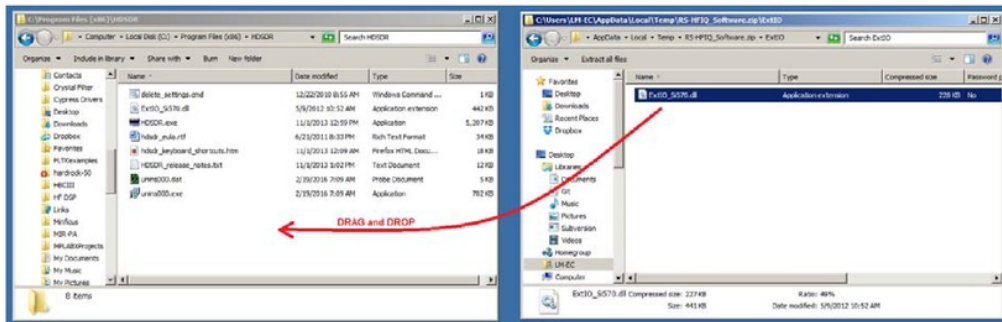 C:\Program Files (x86)\HDSDR
Computer Local Disk (C:) Program Files (x86) HDSDR
Search HDSDR
Organize Include in library Share with Burn New folder
Contacts
Crystal Filter
Cypress Drivers
Desktop
Downloads
Dropbox
Favorites
FLTKexamples
hardrock-50
HBCIII
HF DSP
Links
Mirficus
MIR-PA
MPLABXProjects
My Documents
My Music
My Pictures
Name Date modified Type Size
delete_settings.cmd 12/22/2010 8:55 AM Windows Command ... 1 KB
ExtIO_Si570.dll 5/9/2012 10:52 AM Application extension 442 KB
HDSDR.exe 11/1/2013 12:59 PM Application 5,297 KB
hdsdr_eula.rtf 6/21/2011 8:33 PM Rich Text Format 34 KB
hdsdr_keyboard_shortcuts.htm 11/1/2013 12:09 AM Firefox HTML Docu... 18 KB
HDSDR_release_notes.txt 11/1/2013 1:02 PM Text Document 12 KB
unins000.dat 2/19/2016 7:09 AM Probe Document 5 KB
unins000.exe 2/19/2016 7:09 AM Application 702 KB
DRAG and DROP
8 items
C:\Users\LM-EC\AppData\Local\Temp\RS-HFIQ_Software.zip\ExtIO
AppData Local Temp RS-HFIQ_Software.zip ExtIO
Search ExtIO
Organize Extract all files
Favorites
Desktop
Downloads
Recent Places
Dropbox
Desktop
Libraries
Documents
Git
Music
Pictures
Subversion
Videos
Homegroup
LM-EC
Computer
Name Type Compressed size Password p
ExtIO_Si570.dll Application extension 228 KB No
ExtIO_Si570.dll Compressed size: 227 KB Ratio: 49%
Size: 441 KB Date modified: 5/9/2012 10:52 AM